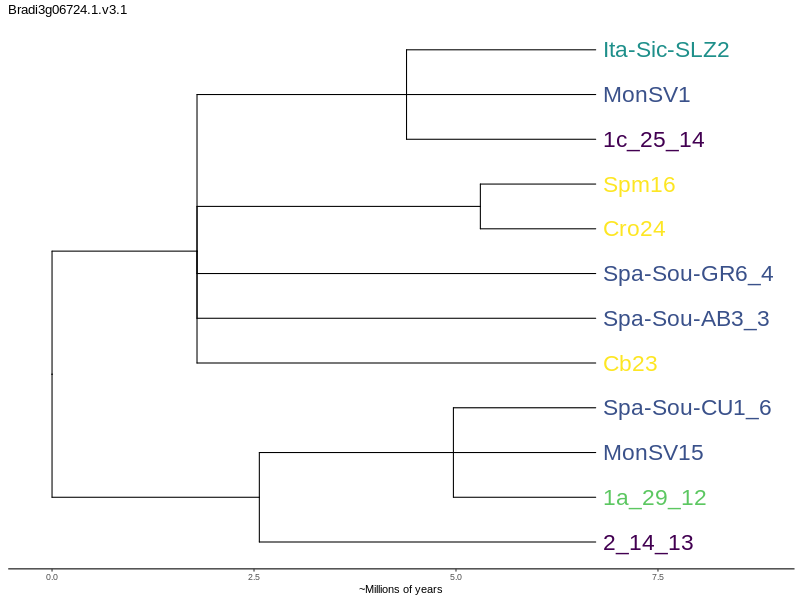 Bradi3g06724.1.v3.1
Ita-Sic-SLZ2
MonSV1
1c_25_14
Spm16
Cro24
Spa-Sou-GR6_4
Spa-Sou-AB3_3
Cb23
Spa-Sou-CU1_6
MonSV15
1a_29_12
2_14_13
0.0 2.5 5.0 7.5
~Millions of years